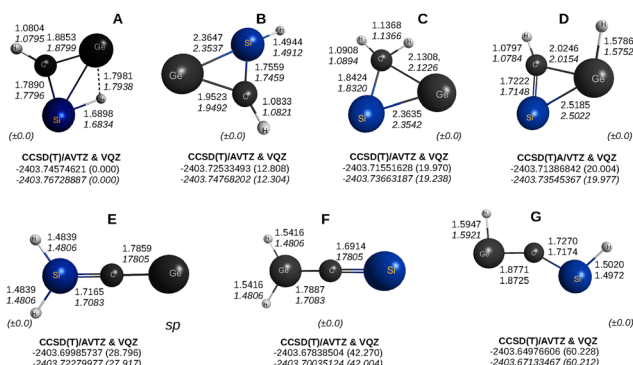 A
B
C
D
1.0804
1.0795
1.8853
1.8799
Ge
H
C
1.7981
1.7938
1.7890
1.7796
H
Si
1.6898
1.6834
(±0.0)
CCSD(T)/AVTZ & VQZ
-2403.74574621 (0.000)
-2403.76728887 (0.000)
2.3647
2.3537
H
Si
1.4944
1.4912
Ge
1.7559
1.7459
1.9523
1.9492
C
1.0833
1.0821
H
(±0.0)
CCSD(T)/AVTZ & VQZ
-2403.72533493 (12.808)
-2403.74768202 (12.304)
1.1368
1.1366
1.0908
1.0894
H
H
C
2.1308,
2.1226
1.8424
1.8320
Ge
Si
2.3635
2.3542
(±0.0)
CCSD(T)/AVTZ & VQZ
-2403.71551628 (19.970)
-2403.73663187 (19.238)
H
H
1.0797
1.0784
2.0246
2.0154
1.5786
1.5752
C
Ge
1.7222
1.7148
Si
2.5185
2.5022
(±0.0)
CCSD(T)A/VTZ & VQZ
-2403.71386842 (20.004)
-2403.73545367 (19.977)
E
F
G
H
1.4839
1.4806
1.7859
17805
Si
C
Ge
1.4839
1.4806
1.7165
1.7083
H
(±0.0)
sp
CCSD(T)/AVTZ & VQZ
-2403.69985737 (28.796)
-2403.72279977 (27.917)
1.5416
1.4806
H
1.6914
17805
Ge
C
Si
1.5416
1.4806
1.7887
1.7083
H
(±0.0)
CCSD(T)/AVTZ & VQZ
-2403.67838504 (42.270)
-2403.70035124 (42.004)
H
1.5947
1.5921
Ge
C
1.7270
1.7174
H
1.8771
1.8725
Si
1.5020
1.4972
(±0.0)
CCSD(T)/AVTZ & VQZ
-2403.64976606 (60.228)
-2403.67133467 (60.212)